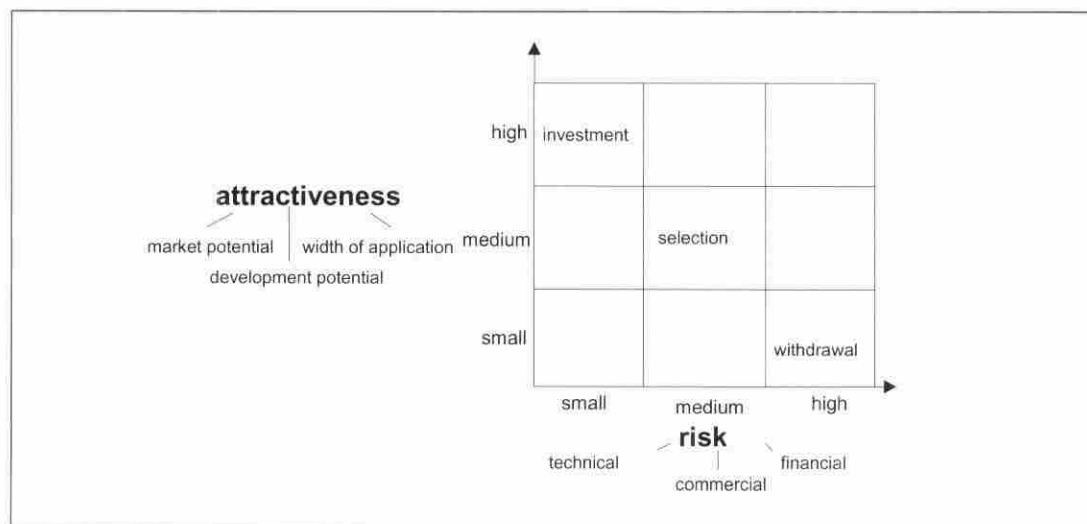 high investment
attractiveness
market potential width of application medium selection
development potential
small withdrawal
small medium high
risk
technical financial
commercial